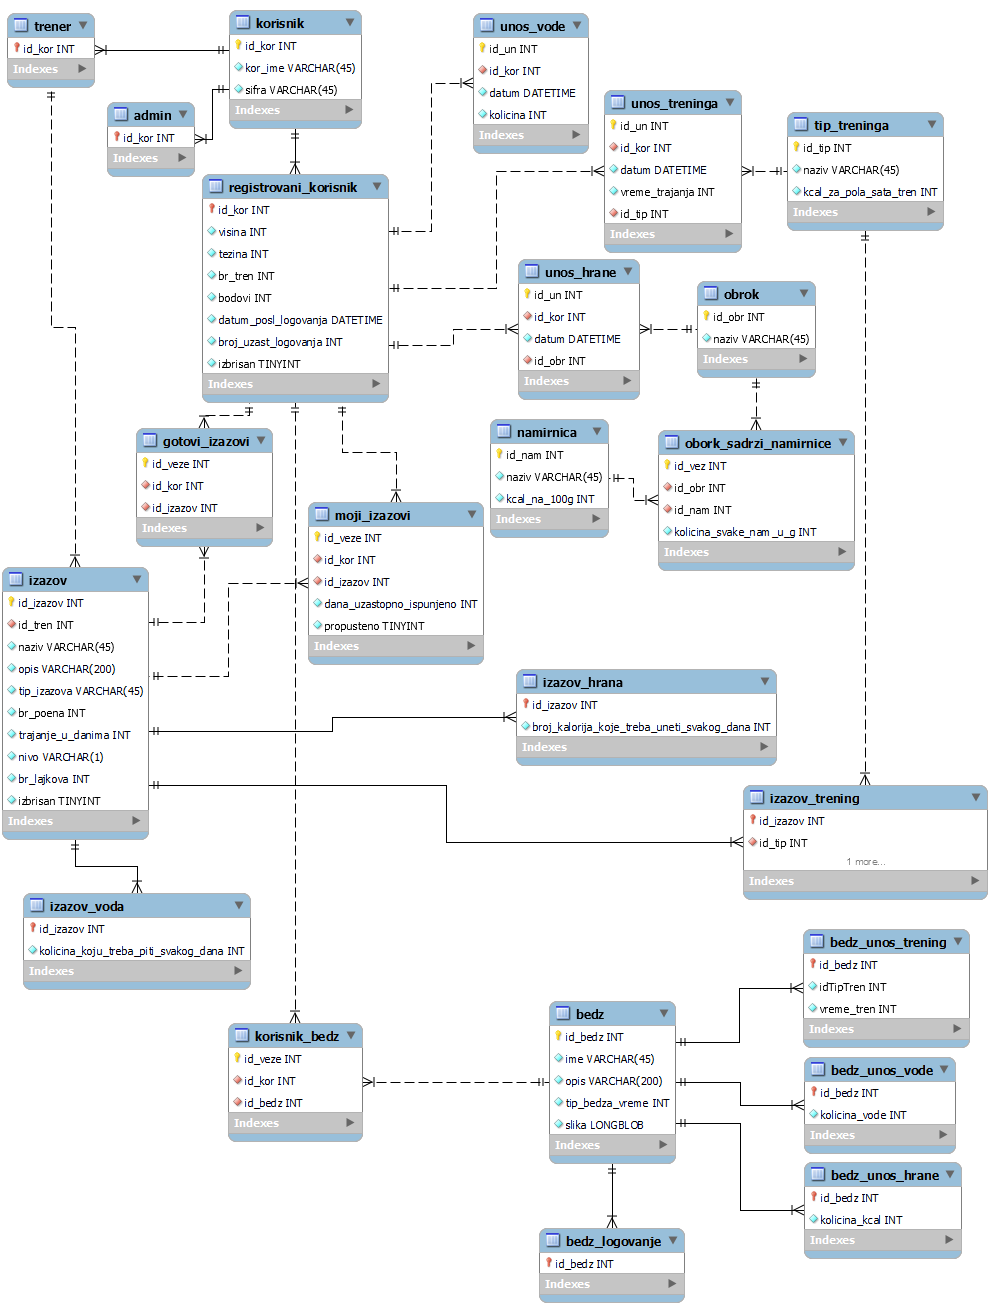 trener
id_kor INT
Indexes
korisnik
id_kor INT
kor_ime VARCHAR(45)
sifra VARCHAR(45)
Indexes
admin
id_kor INT
Indexes
unos_vode
id_un INT
id_kor INT
datum DATETIME
kolicina INT
Indexes
unos_treninga
id_un INT
id_kor INT
datum DATETIME
vreme_trajanja INT
id_tip INT
Indexes
tip_treninga
id_tip INT
naziv VARCHAR(45)
kcal_za_pola_sata_tren INT
Indexes
registrovani_korisnik
id_kor INT
visina INT
tezina INT
br_tren INT
bodovi INT
datum_posl_logovanja DATETIME
broj_uzast_logovanja INT
izbrisan TINYINT
Indexes
unos_hrane
id_un INT
id_kor INT
datum DATETIME
id_obr INT
Indexes
obrok
id_obr INT
naziv VARCHAR(45)
Indexes
gotovi_izazovi
id_veze INT
id_kor INT
id_izazov INT
Indexes
namirnica
id_nam INT
naziv VARCHAR(45)
kcal_na_100g INT
Indexes
obork_sadrzi_namirnice
id_vez INT
id_obr INT
id_nam INT
kolicina_svake_nam_u_g INT
Indexes
moji_izazovi
id_veze INT
id_kor INT
id_izazov INT
dana_uzastopno_ispunjeno INT
propusteno TINYINT
Indexes
izazov
id_izazov INT
id_tren INT
naziv VARCHAR(45)
opis VARCHAR(200)
tip_izazova VARCHAR(45)
br_poena INT
trajanje_u_danima INT
nivo VARCHAR(1)
br_lajkova INT
izbrisan TINYINT
Indexes
izazov_hrana
id_izazov INT
broj_kalorija_koje_treba_uneti_svakog_dana INT
Indexes
izazov_trening
id_izazov INT
id_tip INT
1 more...
Indexes
izazov_voda
id_izazov INT
kolicina_koju_treba_piti_svakog_dana INT
Indexes
bedz_unos_trening
id_bedz INT
idTipTren INT
vreme_tren INT
Indexes
korisnik_bedz
id_veze INT
id_kor INT
id_bedz INT
Indexes
bedz
id_bedz INT
ime VARCHAR(45)
opis VARCHAR(200)
tip_bedza_vreme INT
slika LONGBLOB
Indexes
bedz_unos_vode
id_bedz INT
kolicina_vode INT
Indexes
bedz_unos_hrane
id_bedz INT
kolicina_kcal INT
Indexes
bedz_logovanje
id_bedz INT
Indexes